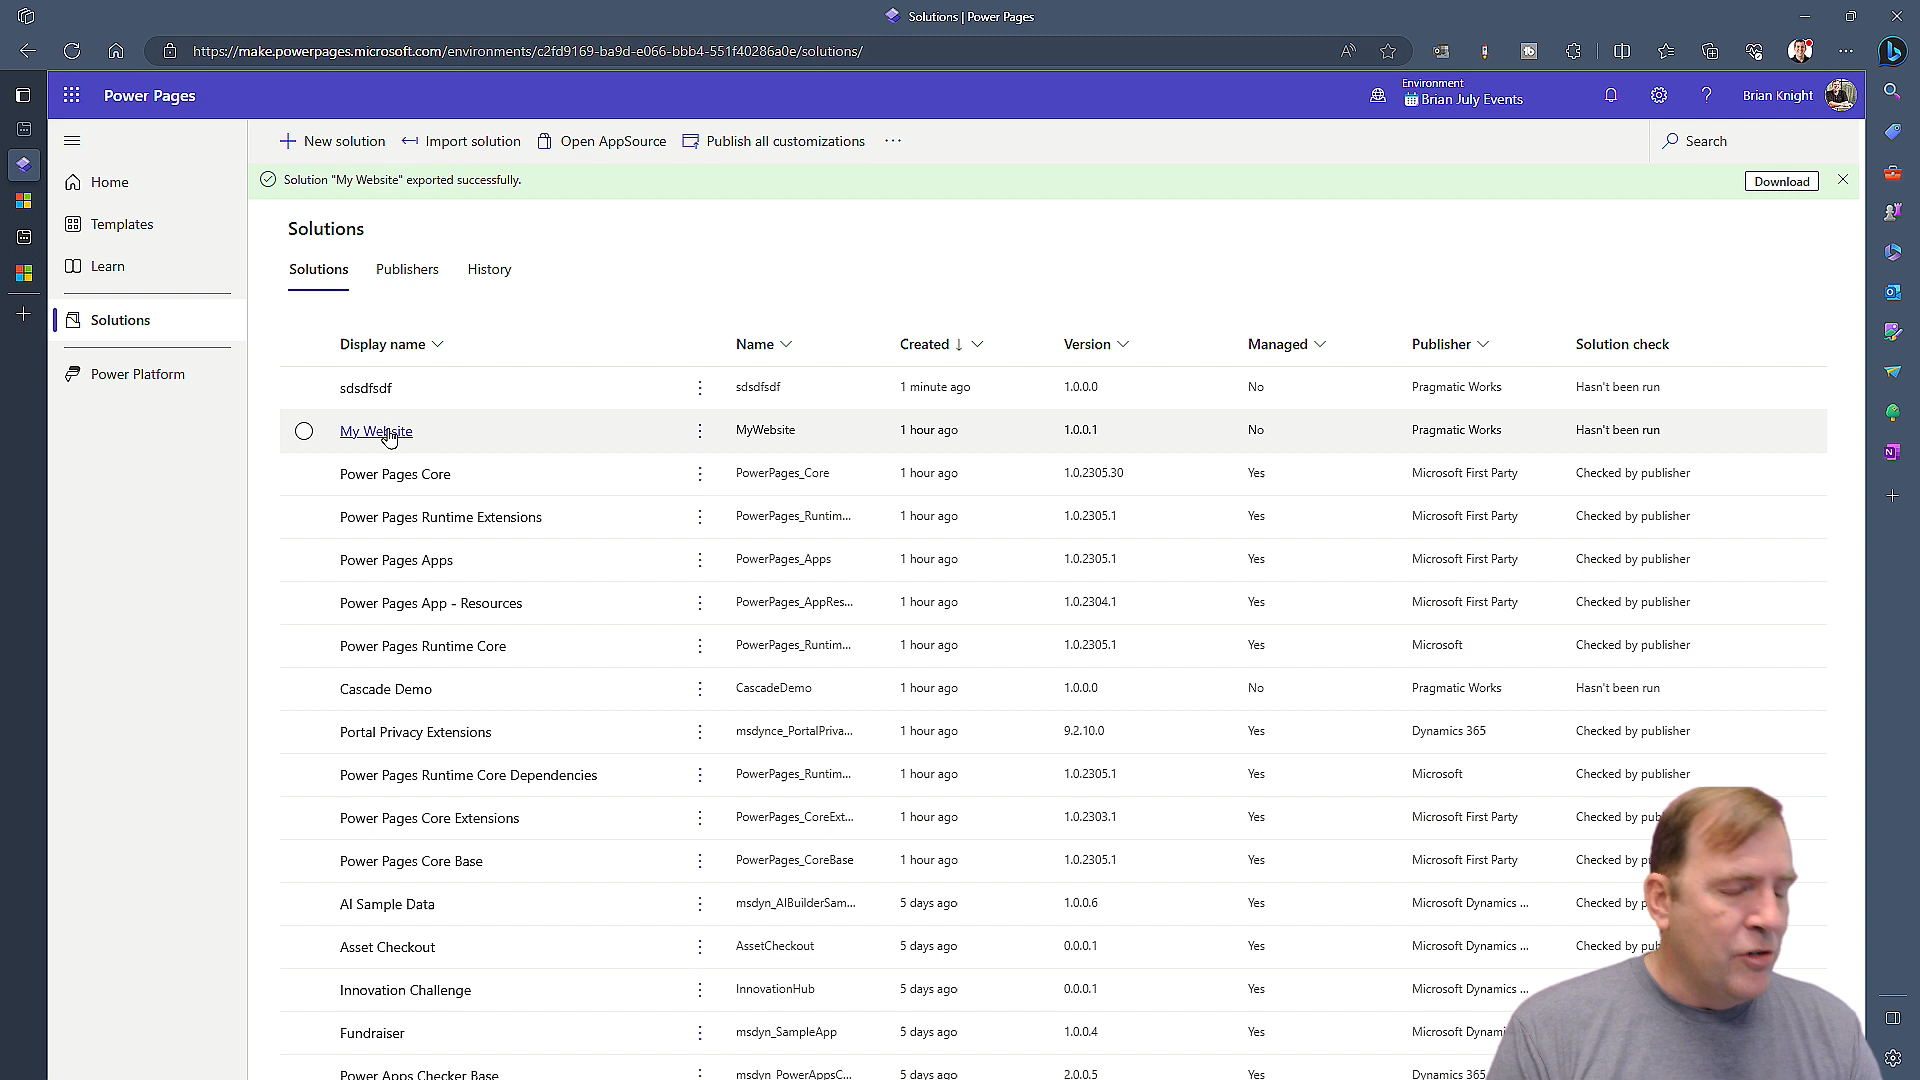 Solutions | Power Pages
https://make.powerpages.microsoft.com/environments/c2fd9169-ba9d-e066-bbb4-551f40286a0e/solutions/
Power Pages
Environment
Brian July Events
Brian Knight
New solution
Import solution
Open AppSource
Publish all customizations
Search
Home
Templates
Learn
Solutions
Power Platform
Solution "My Website" exported successfully.
Download
Solutions
Solutions Publishers History
Display name Name Created Version Managed Publisher Solution check
sdsdfsdf sdsdfsdf 1 minute ago 1.0.0.0 No Pragmatic Works Hasn't been run
My Website MyWebsite 1 hour ago 1.0.0.1 No Pragmatic Works Hasn't been run
Power Pages Core PowerPages_Core 1 hour ago 1.0.2305.30 Yes Microsoft First Party Checked by publisher
Power Pages Runtime Extensions PowerPages_Runtim... 1 hour ago 1.0.2305.1 Yes Microsoft First Party Checked by publisher
Power Pages Apps PowerPages_Apps 1 hour ago 1.0.2305.1 Yes Microsoft First Party Checked by publisher
Power Pages App - Resources PowerPages_AppRes... 1 hour ago 1.0.2304.1 Yes Microsoft First Party Checked by publisher
Power Pages Runtime Core PowerPages_Runtim... 1 hour ago 1.0.2305.1 Yes Microsoft Checked by publisher
Cascade Demo CascadeDemo 1 hour ago 1.0.0.0 No Pragmatic Works Hasn't been run
Portal Privacy Extensions msdynce_PortalPriva... 1 hour ago 9.2.10.0 Yes Dynamics 365 Checked by publisher
Power Pages Runtime Core Dependencies PowerPages_Runtim... 1 hour ago 1.0.2305.1 Yes Microsoft Checked by publisher
Power Pages Core Extensions PowerPages_CoreExt... 1 hour ago 1.0.2303.1 Yes Microsoft First Party Checked by
Power Pages Core Base PowerPages_CoreBase 1 hour ago 1.0.2305.1 Yes Microsoft First Party Checked by
AI Sample Data msdyn_AIBuilderSam... 5 days ago 1.0.0.6 Yes Microsoft Dynamics ... Checked by
Asset Checkout AssetCheckout 5 days ago 0.0.0.1 Yes Microsoft Dynamics ... Checked by
Innovation Challenge InnovationHub 5 days ago 0.0.0.1 Yes Microsoft Dynamics ...
Fundraiser msdyn_SampleApp 5 days ago 1.0.0.4 Yes Microsoft
Power Apps Checker Base msdyn_PowerAppsC... 5 days ago 2.0.0.5 Yes Dynamics 365